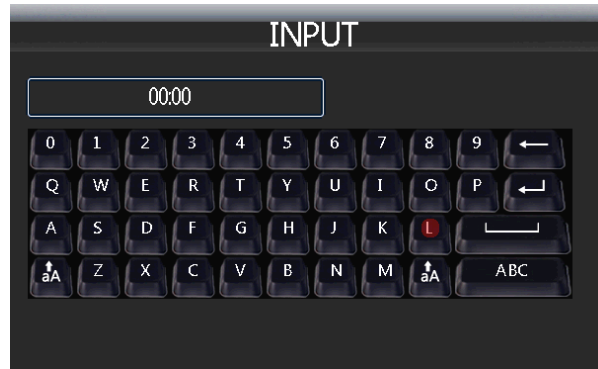 INPUT
00:00
0 1 2 3 4 5 6 7 8 9 ←
Q W E R T Y U I O P ↵
A S D F G H J K L
aA Z X C V B N M aA ABC